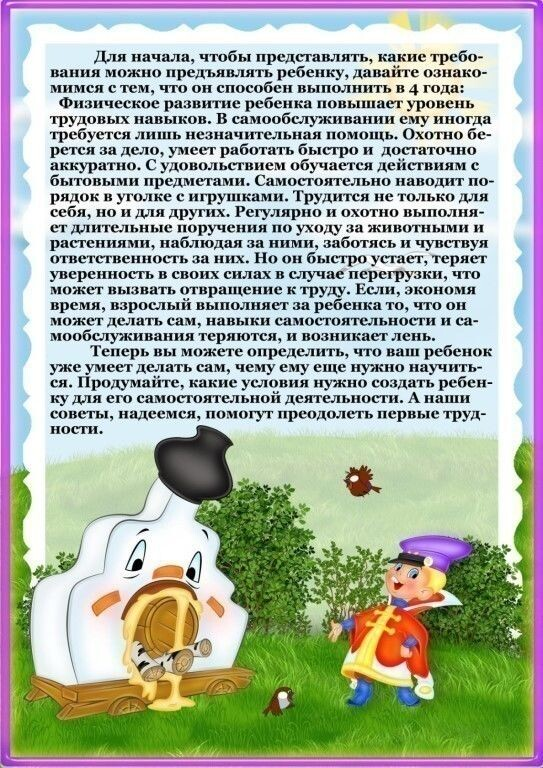 Для начала, чтобы представлять, какие требо-
вания можно предъявлять ребенку, давайте ознако-
мимся с тем, что он способен выполнить в 4 года:
Физическое развитие ребенка повышает уровень
трудовых навыков. В самообслуживании ему иногда
требуется лишь незначительная помощь. Охотно бе-
рется за дело, умеет работать быстро и достаточно
аккуратно. С удовольствием обучается действиям с
бытовыми предметами. Самостоятельно наводит по-
рядок в уголке с игрушками. Трудится не только для
себя, но и для других. Регулярно и охотно выполня-
ет длительные поручения по уходу за животными и
растениями, наблюдая за ними, заботясь и чувствуя
ответственность за них. Но он быстро устает, теряет
уверенность в своих силах в случае перегрузки, что
может вызвать отвращение к труду. Если, экономя
время, взрослый выполняет за ребенка то, что он
может делать сам, навыки самостоятельности и са-
мообслуживания теряются, и возникает лень.
Теперь вы можете определить, что ваш ребенок
уже умеет делать сам, чему ему еще нужно научить-
ся. Продумайте, какие условия нужно создать ребен-
ку для его самостоятельной деятельности. А наши
советы, надеемся, помогут преодолеть первые труд-
ности.